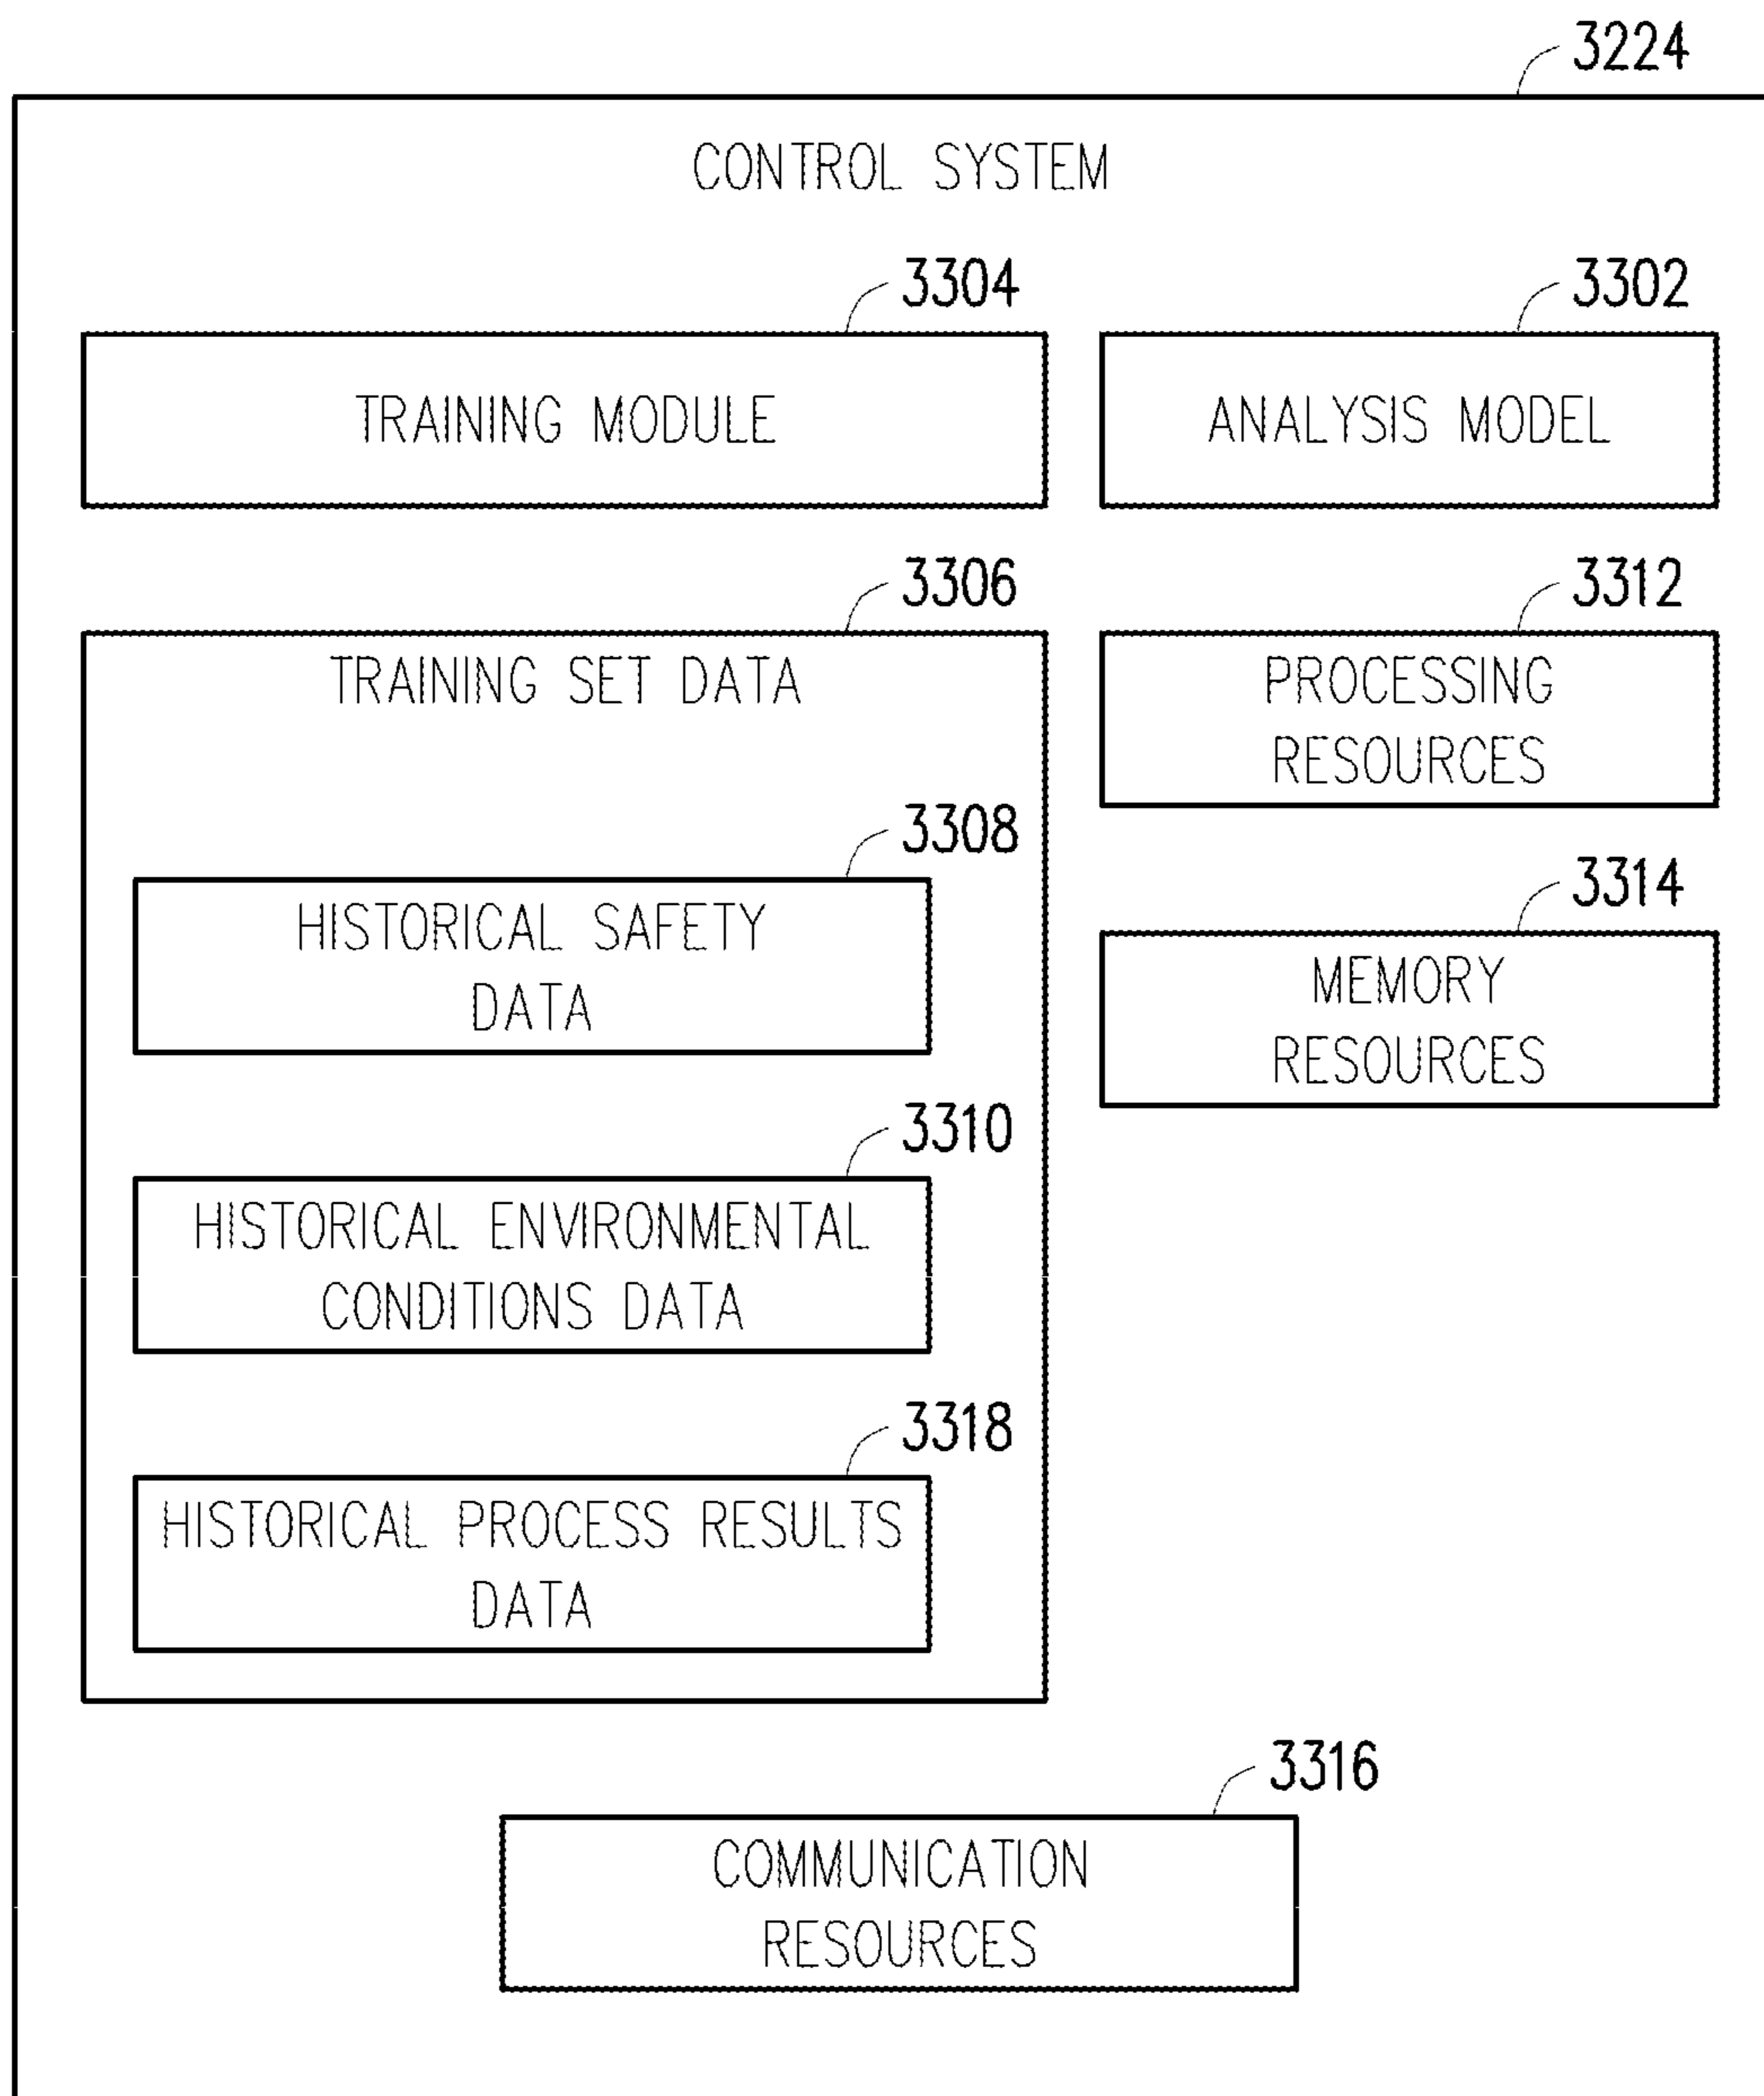 3224
CONTROL SYSTEM
3304
TRAINING MODULE
3302
ANALYSIS MODEL
3306
TRAINING SET DATA
3308
HISTORICAL SAFETY
DATA
3310
HISTORICAL ENVIRONMENTAL
CONDITIONS DATA
3318
HISTORICAL PROCESS RESULTS
DATA
3312
PROCESSING
RESOURCES
3314
MEMORY
RESOURCES
3316
COMMUNICATION
RESOURCES